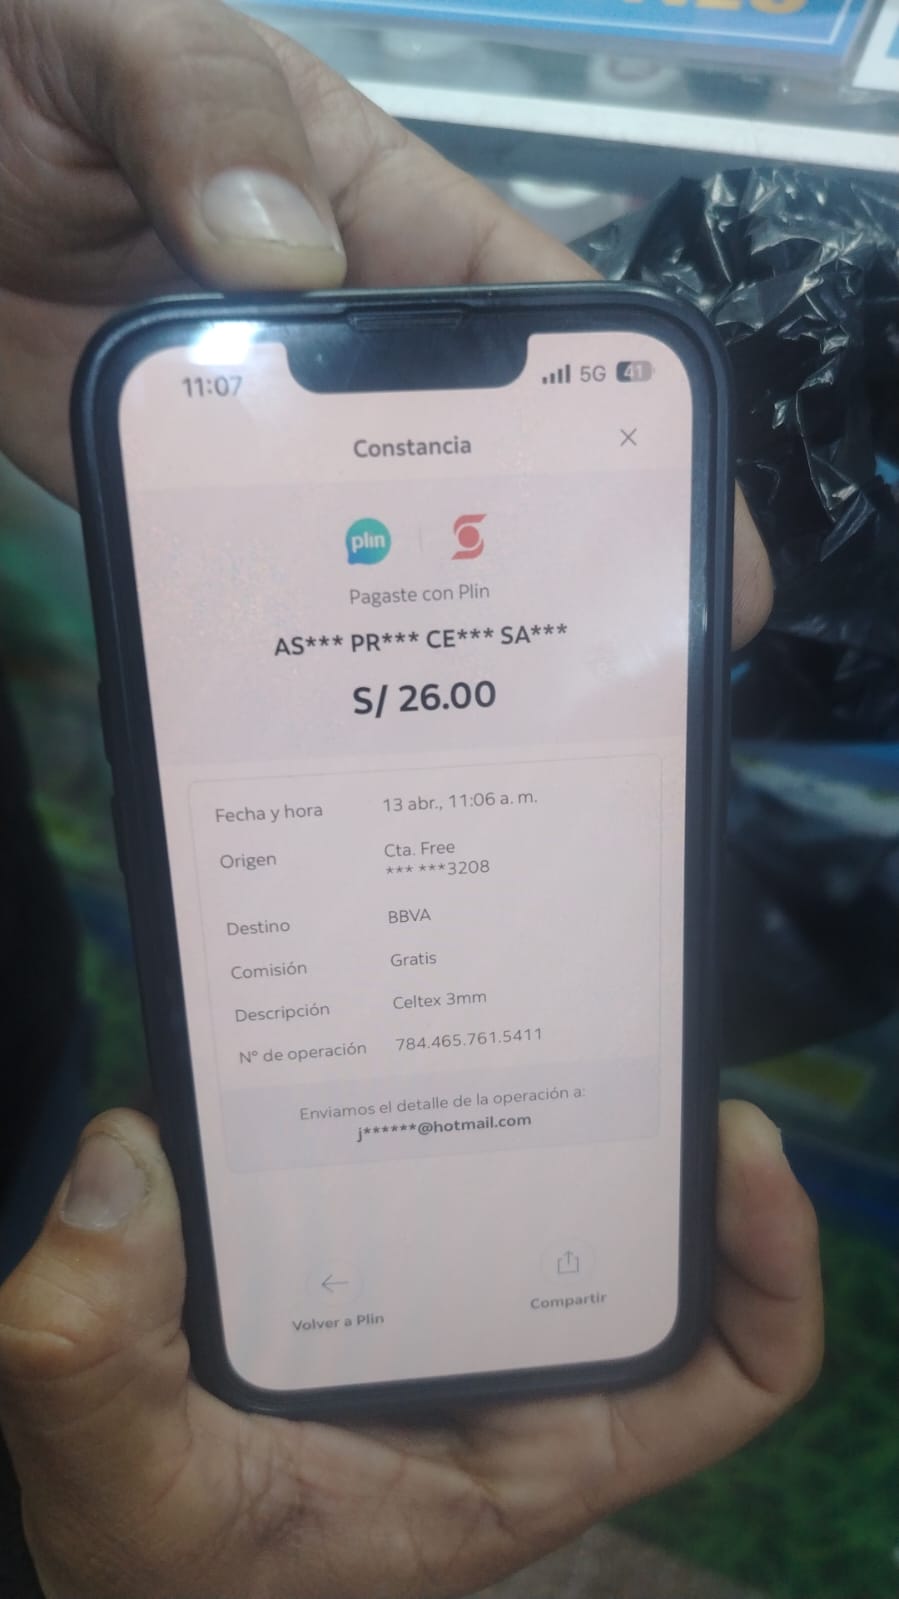 11:07 5G 41
Constancia
plin
Pagaste con Plin
AS*** PR*** CE*** SA***
S/ 26.00
Fecha y hora 13 abr., 11:06 a. m.
Origen Cta. Free
*** ***3208
Destino BBVA
Comisión Gratis
Descripción Celtex 3mm
Nº de operación 784.465.761.5411
Enviamos el detalle de la operación a:
j******@hotmail.com
Volver a Plin Compartir